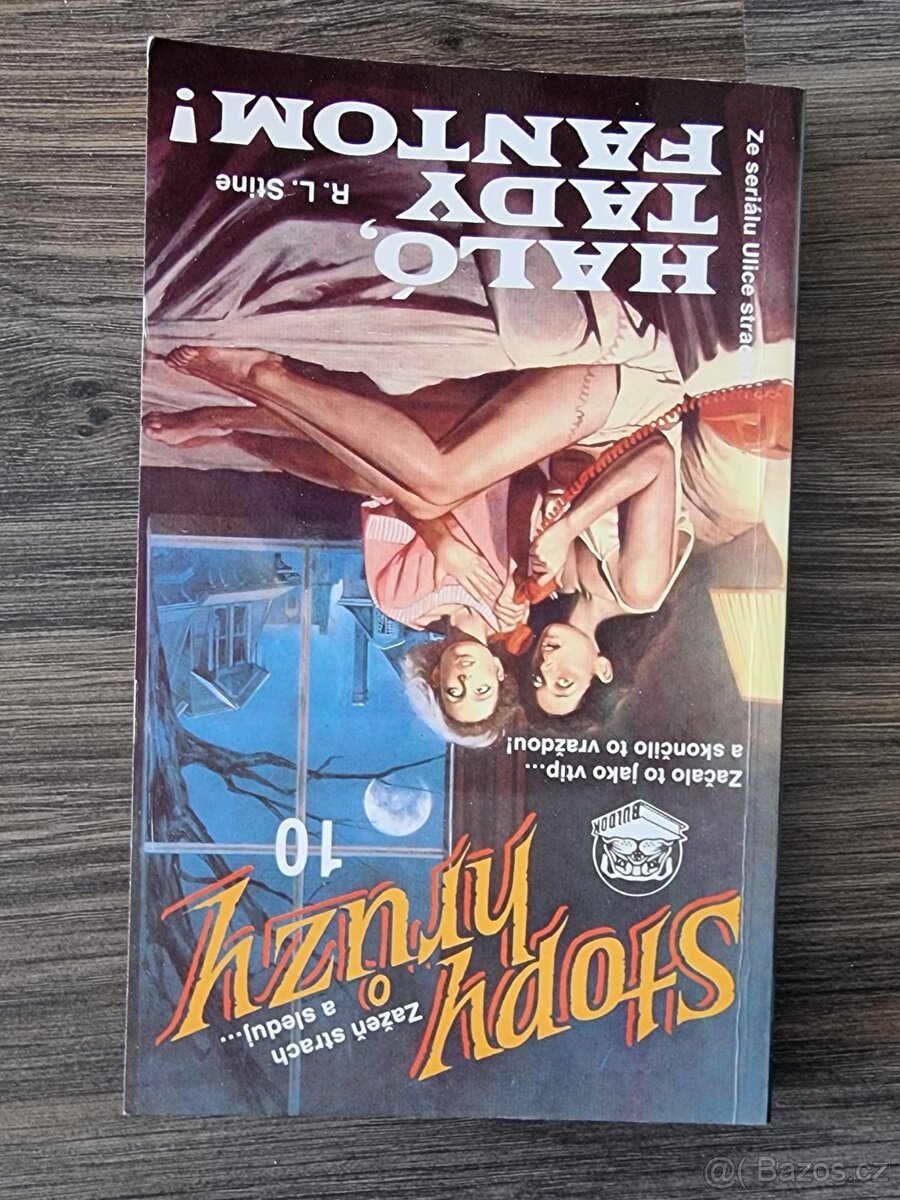 Zažeň strach
a sleduj...
Stopy
hrůzy
10
BULDOK
Začalo to jako vtip...
a skončilo to vraždou!
HALÓ,
TADY
FANTOM!
R. L. Stine
Ze seriálu Ulice
@( Bazos.cz